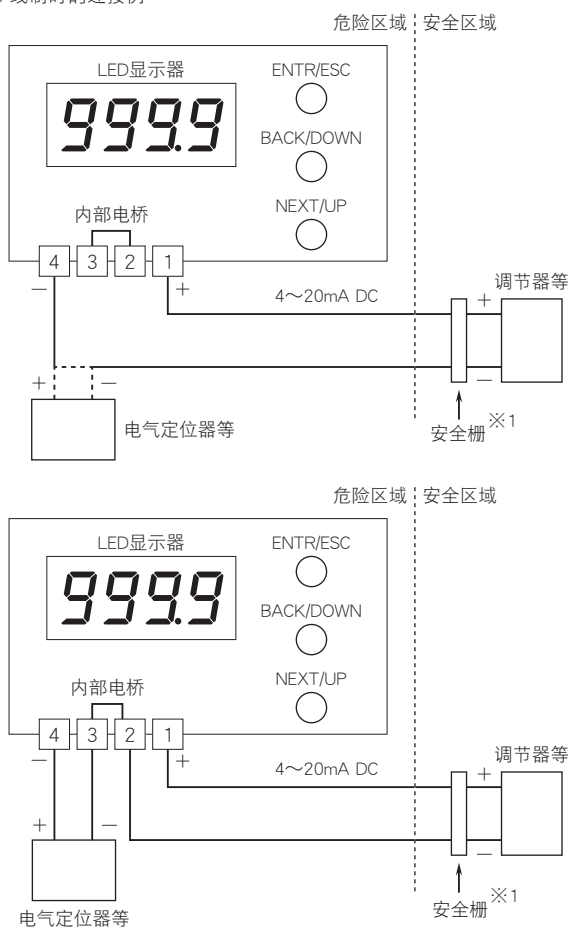 危险区域 安全区域
LED显示器 ENTR/ESC
999.9
BACK/DOWN
NEXT/UP
内部电桥
4 3 2 1
— +
4～20mA DC
调节器等
+
—
+ —
电气定位器等
安全栅 ※1
危险区域 安全区域
LED显示器 ENTR/ESC
999.9
BACK/DOWN
NEXT/UP
内部电桥
4 3 2 1
— +
4～20mA DC
调节器等
+
—
+ —
电气定位器等
安全栅 ※1